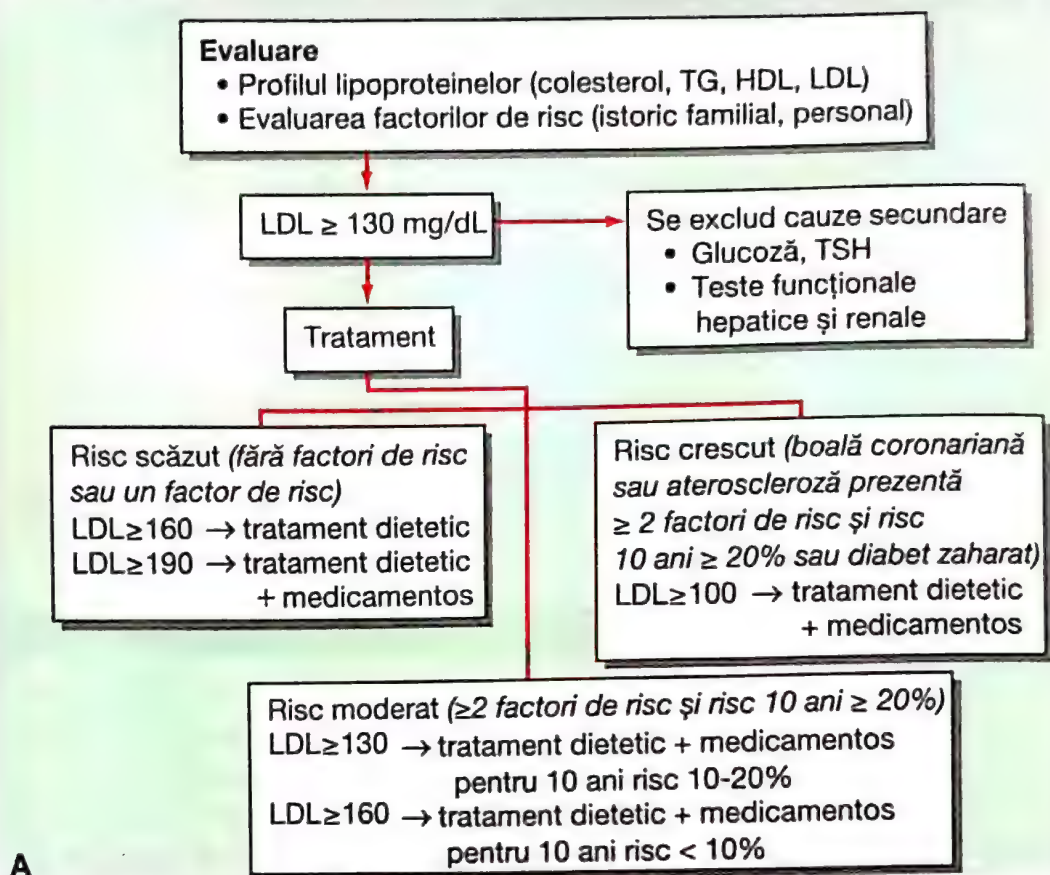 Evaluare
• Profilul lipoproteinelor (colesterol, TG, HDL, LDL)
• Evaluarea factorilor de risc (istoric familial, personal)
LDL ≥ 130 mg/dL
Se exclud cauze secundare
• Glucoză, TSH
• Teste funcționale
hepatice și renale
Tratament
Risc scăzut (fără factori de risc
sau un factor de risc)
LDL≥160 → tratament dietetic
LDL≥190 → tratament dietetic
+ medicamentos
Risc crescut (boală coronariană
sau ateroscleroză prezentă
≥ 2 factori de risc și risc
10 ani ≥ 20% sau diabet zaharat)
LDL≥100 → tratament dietetic
+ medicamentos
Risc moderat (≥2 factori de risc și risc 10 ani ≥ 20%)
LDL≥130 → tratament dietetic + medicamentos
pentru 10 ani risc 10-20%
LDL≥160 → tratament dietetic + medicamentos
pentru 10 ani risc < 10%
A